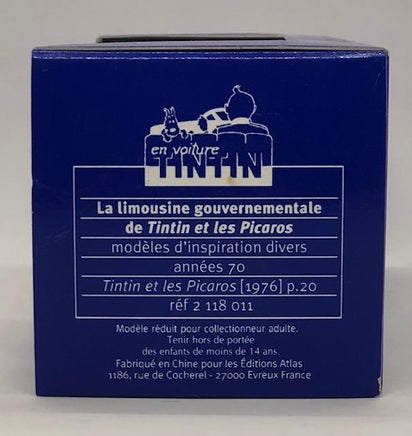 en voiture
TINTIN
La limousine gouvernementale
de Tintin et les Picaros
modèles d'inspiration divers
années 70
Tintin et les Picaros [1976] p.20
réf 2 118 011
Modèle réduit pour collectionneur adulte.
Tenir hors de portée
des enfants de moins de 14 ans.
Fabriqué en Chine pour les Éditions Atlas
1186, rue de Cocherel - 27000 Evreux France